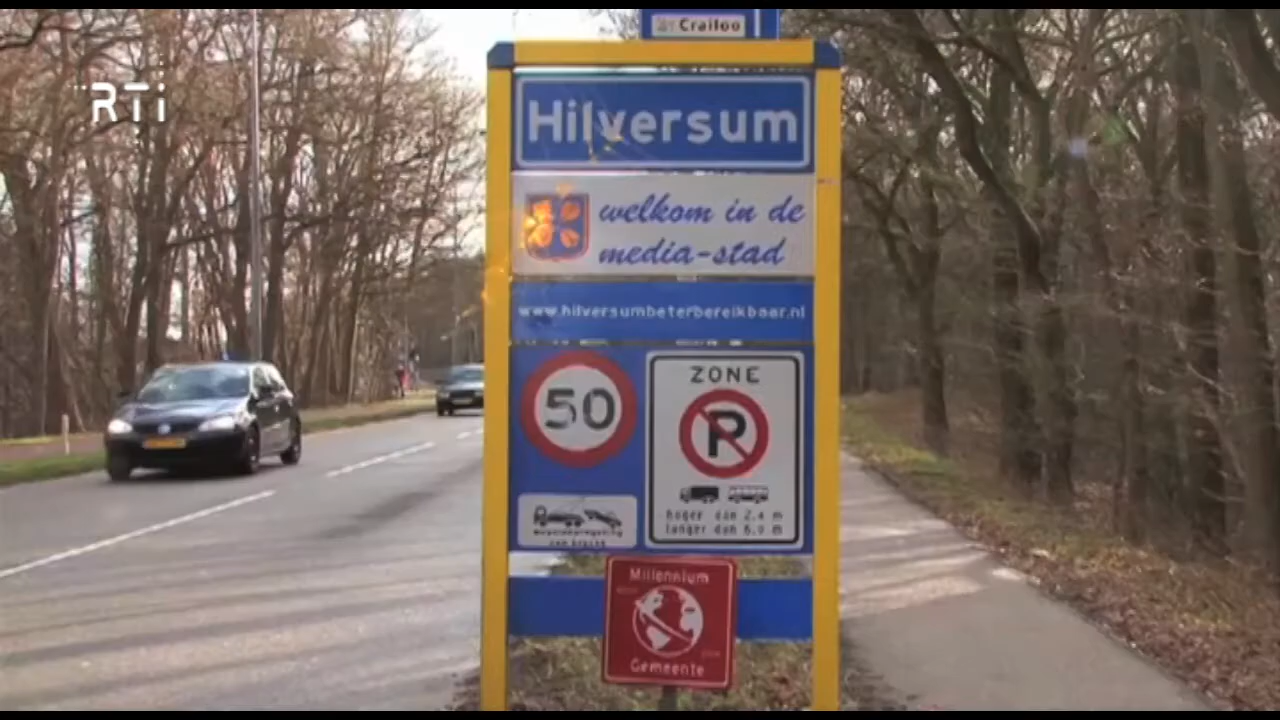 Crailoo
RTi
Hilversum
welkom in de
media-stad
www.hilversumbeterbereikbaar.nl
50
ZONE
P
hoger dan 2.4 m
langer dan 6.0 m
Millennium
Gemeente